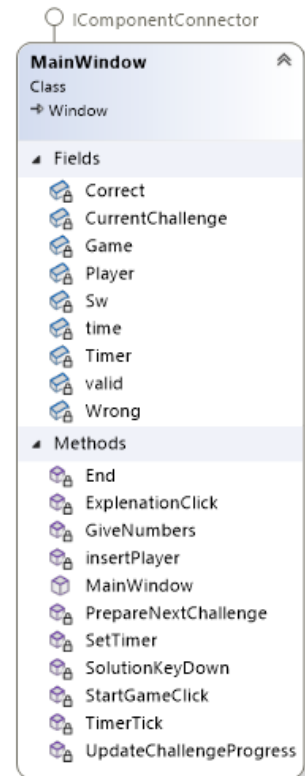 IComponentConnector
MainWindow
Class
Window
Fields
Correct
CurrentChallenge
Game
Player
Sw
time
Timer
valid
Wrong
Methods
End
ExplenationClick
GiveNumbers
insertPlayer
MainWindow
PrepareNextChallenge
SetTimer
SolutionKeyDown
StartGameClick
TimerTick
UpdateChallengeProgress